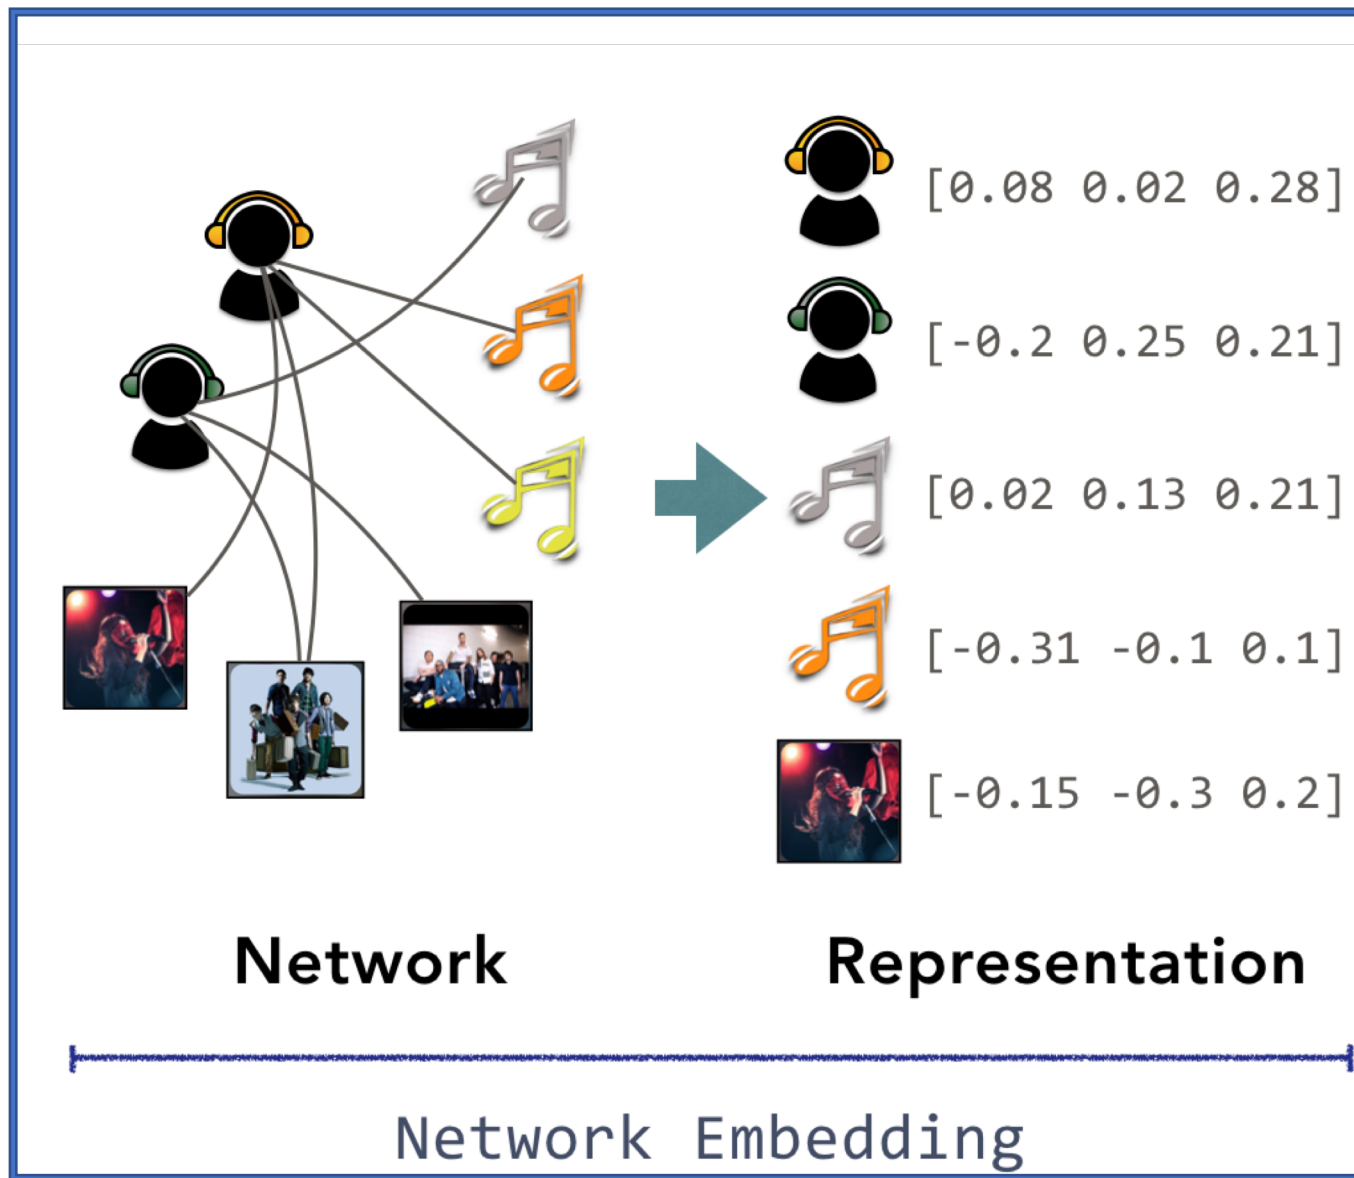 [0.08 0.02 0.28]
[-0.2 0.25 0.21]
[0.02 0.13 0.21]
[-0.31 -0.1 0.1]
[-0.15 -0.3 0.2]
Network
Representation
Network Embedding